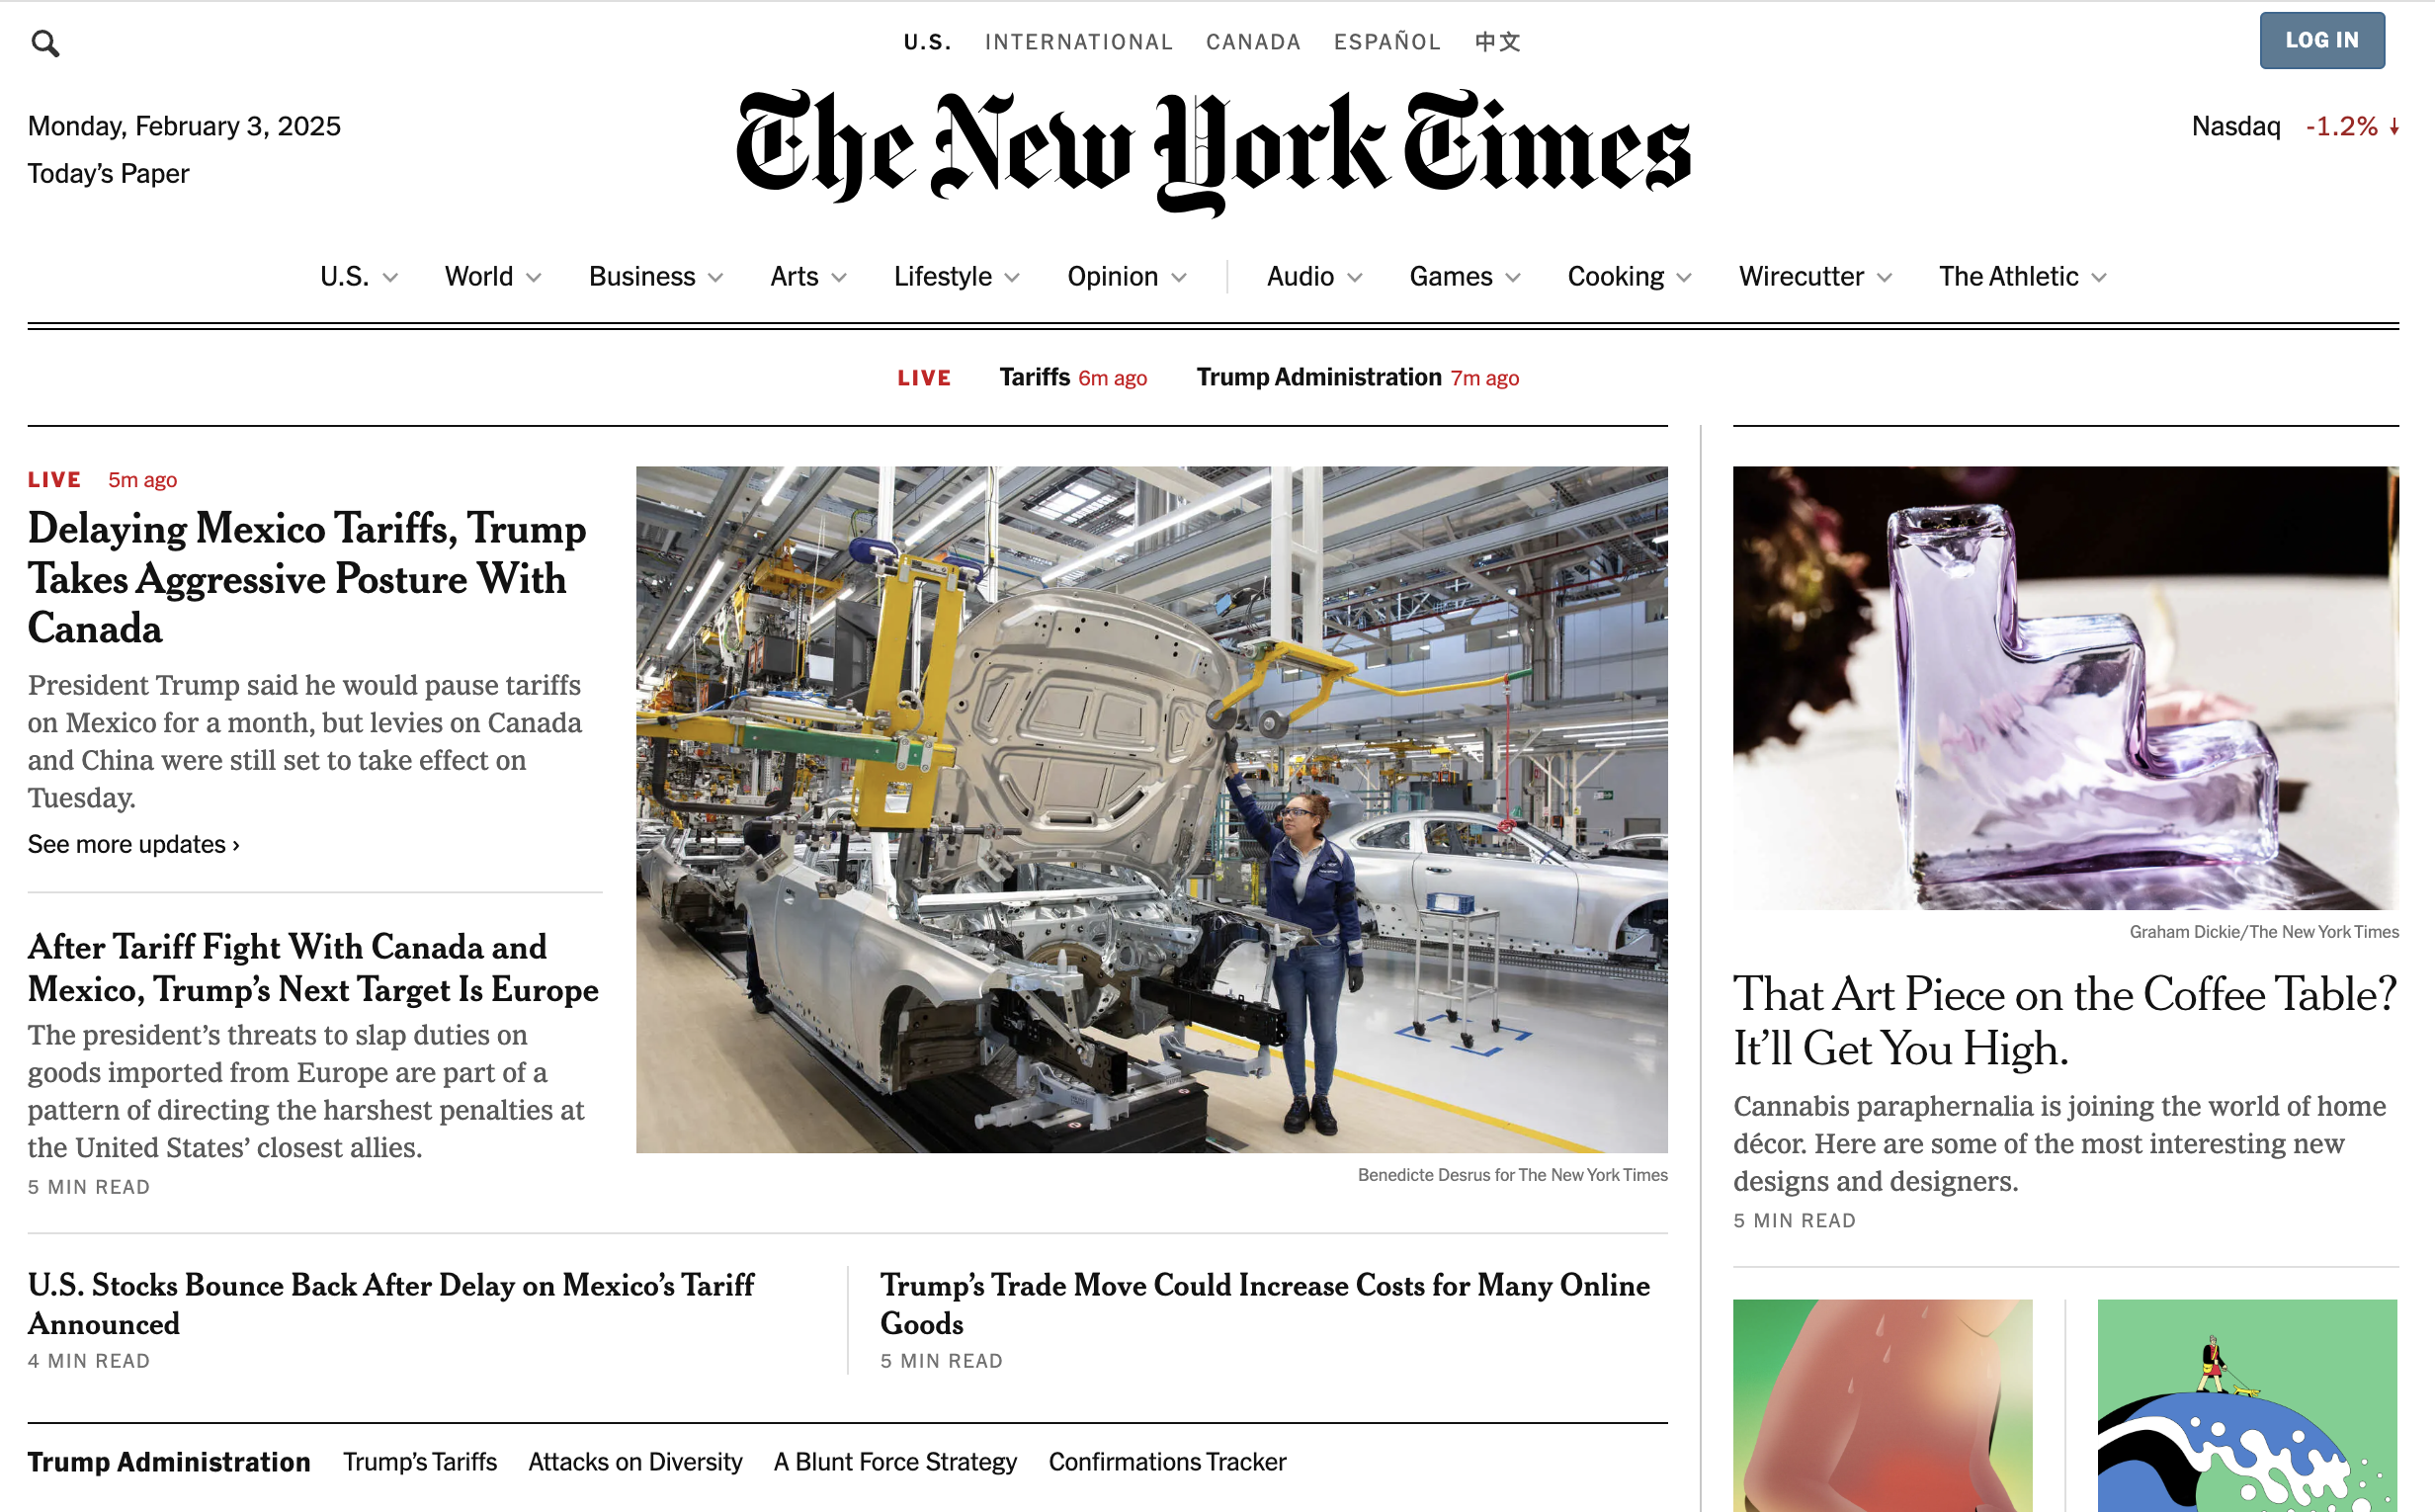 U.S. INTERNATIONAL CANADA ESPAÑOL 中文
LOG IN
Monday, February 3, 2025
Today’s Paper
The New York Times
Nasdaq -1.2% ↓
U.S. World Business Arts Lifestyle Opinion Audio Games Cooking Wirecutter The Athletic
LIVE Tariffs 6m ago Trump Administration 7m ago
LIVE 5m ago
Delaying Mexico Tariffs, Trump
Takes Aggressive Posture With
Canada
President Trump said he would pause tariffs
on Mexico for a month, but levies on Canada
and China were still set to take effect on
Tuesday.
See more updates ›
After Tariff Fight With Canada and
Mexico, Trump’s Next Target Is Europe
The president’s threats to slap duties on
goods imported from Europe are part of a
pattern of directing the harshest penalties at
the United States’ closest allies.
5 MIN READ
Benedicte Desrus for The New York Times
U.S. Stocks Bounce Back After Delay on Mexico’s Tariff
Announced
4 MIN READ
Trump’s Trade Move Could Increase Costs for Many Online
Goods
5 MIN READ
Trump Administration Trump’s Tariffs Attacks on Diversity A Blunt Force Strategy Confirmations Tracker
Graham Dickie/The New York Times
That Art Piece on the Coffee Table?
It’ll Get You High.
Cannabis paraphernalia is joining the world of home
décor. Here are some of the most interesting new
designs and designers.
5 MIN READ